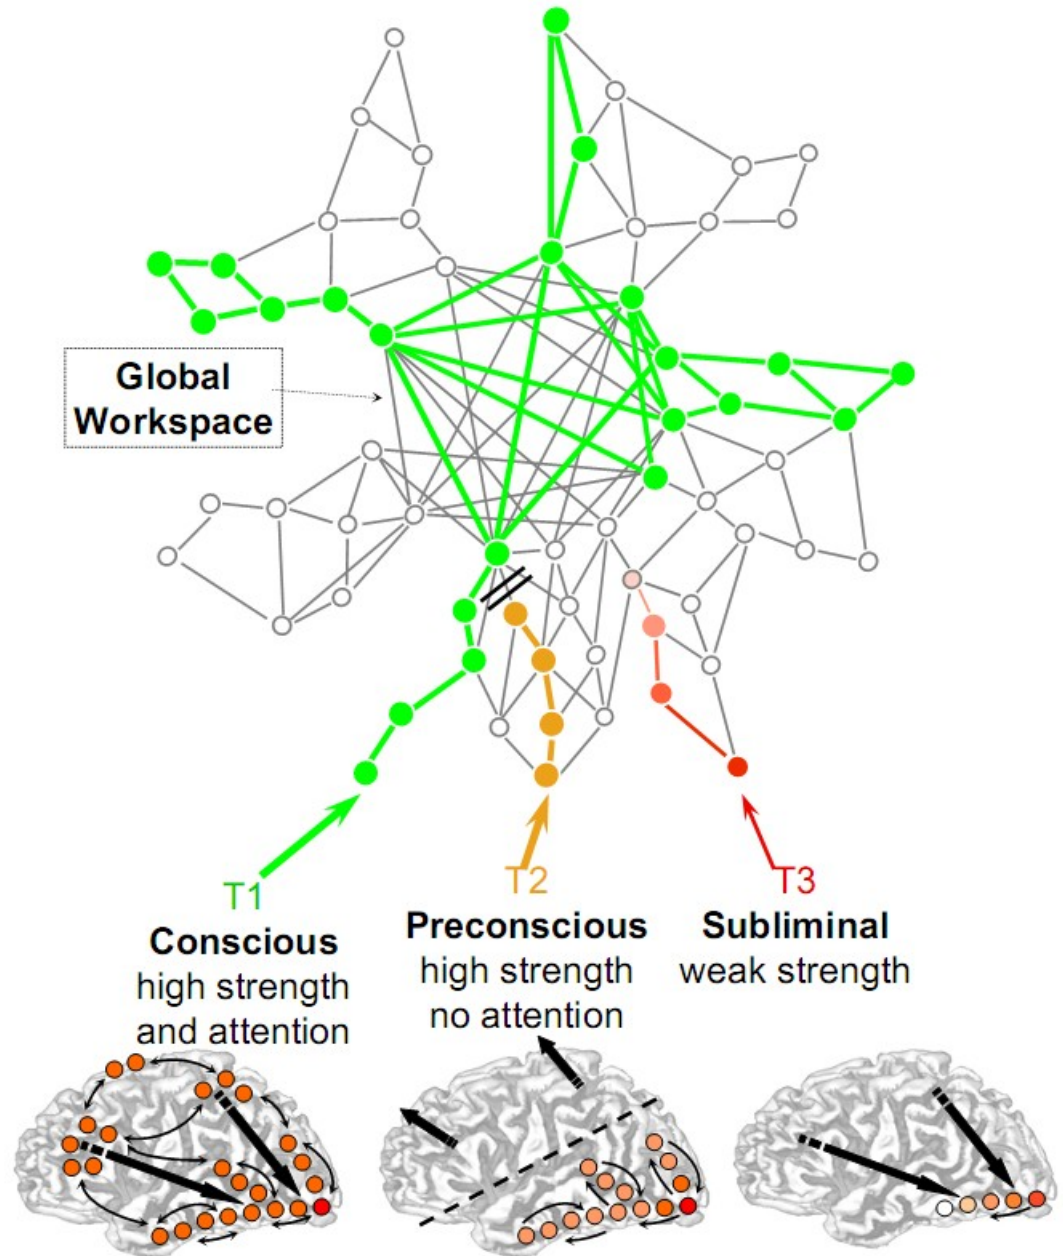 Global
Workspace
T1
Conscious
high strength
and attention
T2
Preconscious
high strength
no attention
T3
Subliminal
weak strength